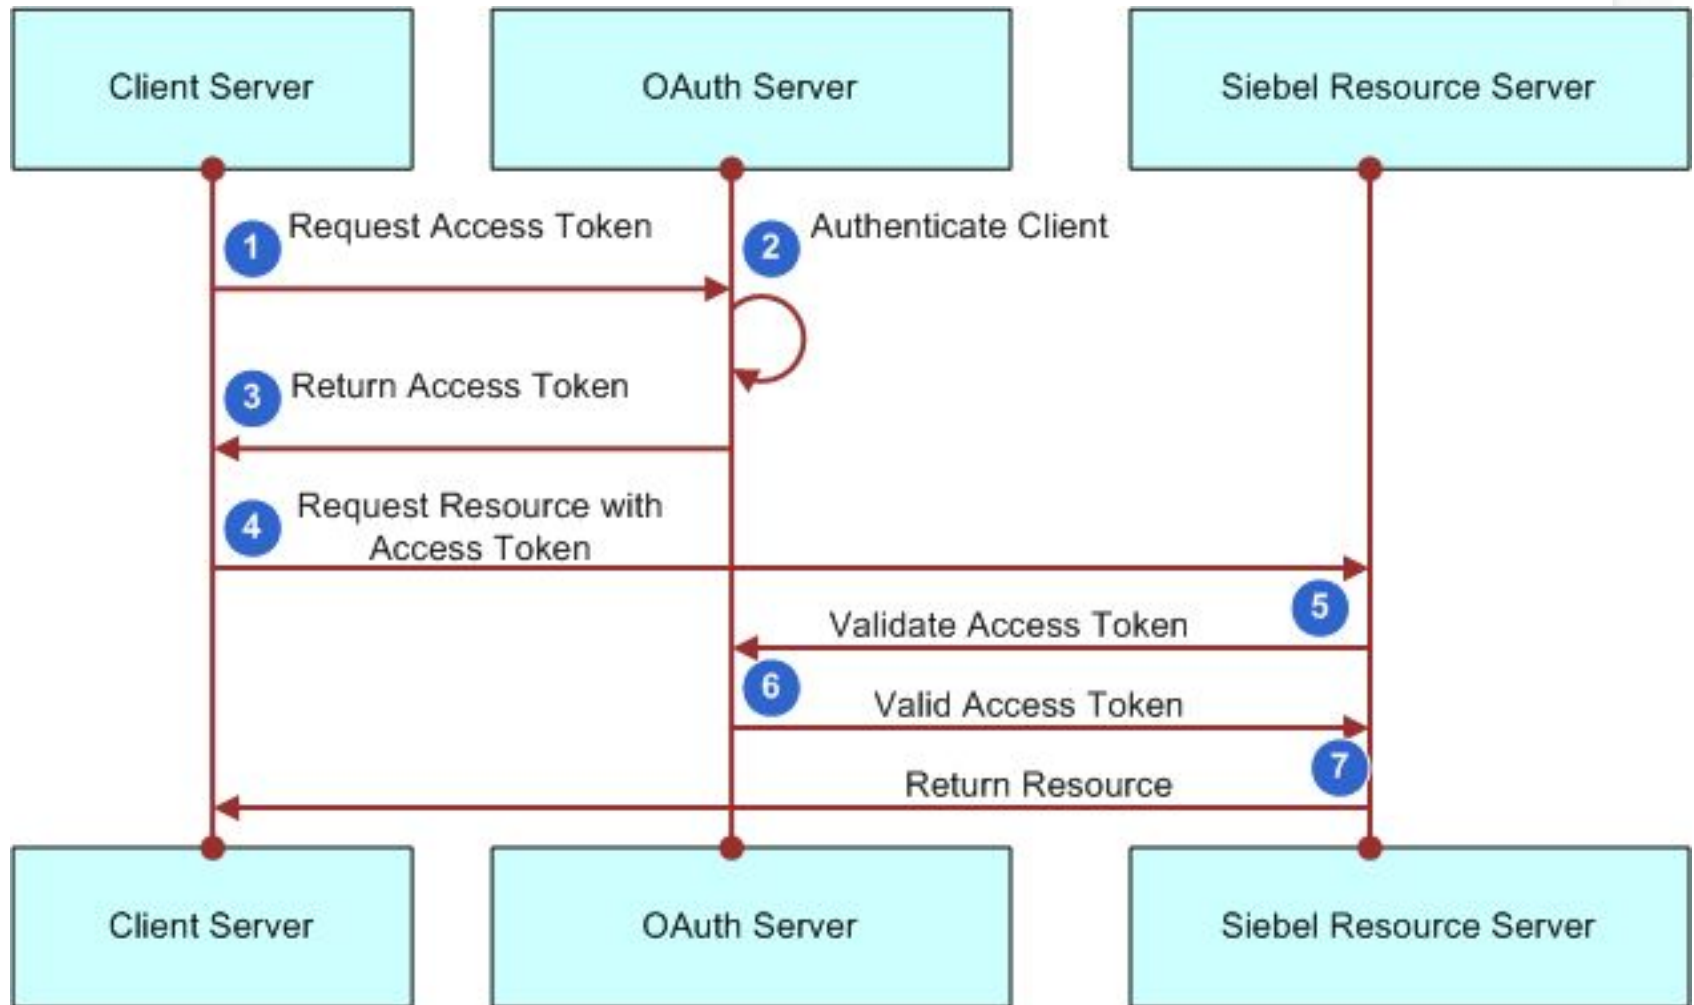 Client Server
OAuth Server
Siebel Resource Server
1
Request Access Token
2
Authenticate Client
3
Return Access Token
4
Request Resource with
Access Token
5
Validate Access Token
6
Valid Access Token
7
Return Resource
Client Server
OAuth Server
Siebel Resource Server